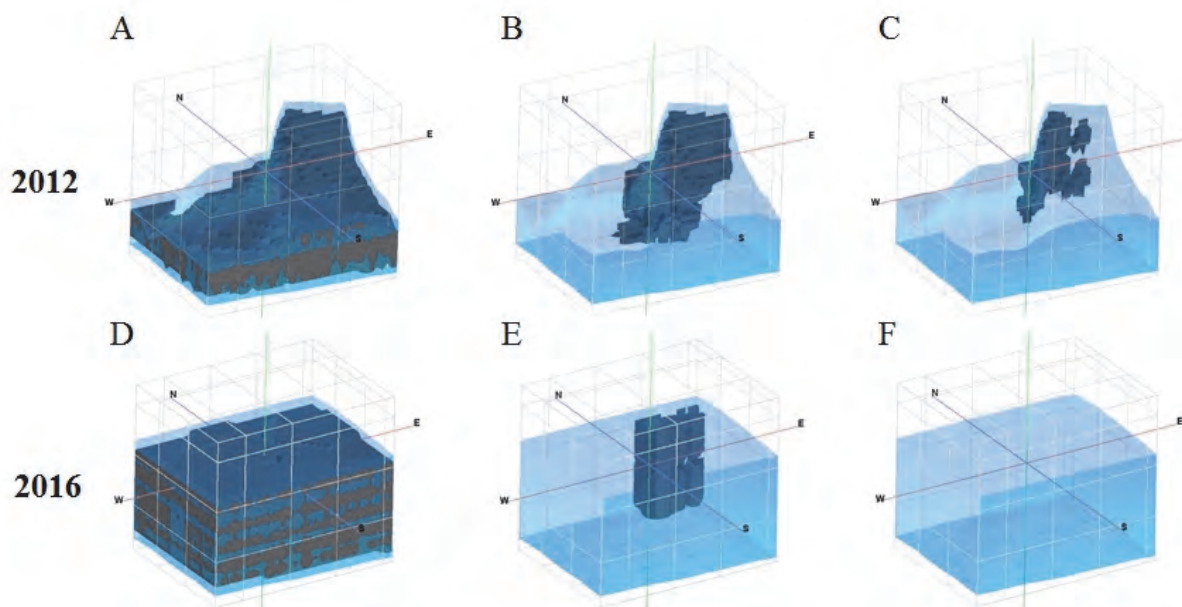 A B C
N N N
E E
2012
W W W
S S S
D E F
N N N
E E E
2016
W W W
S S S